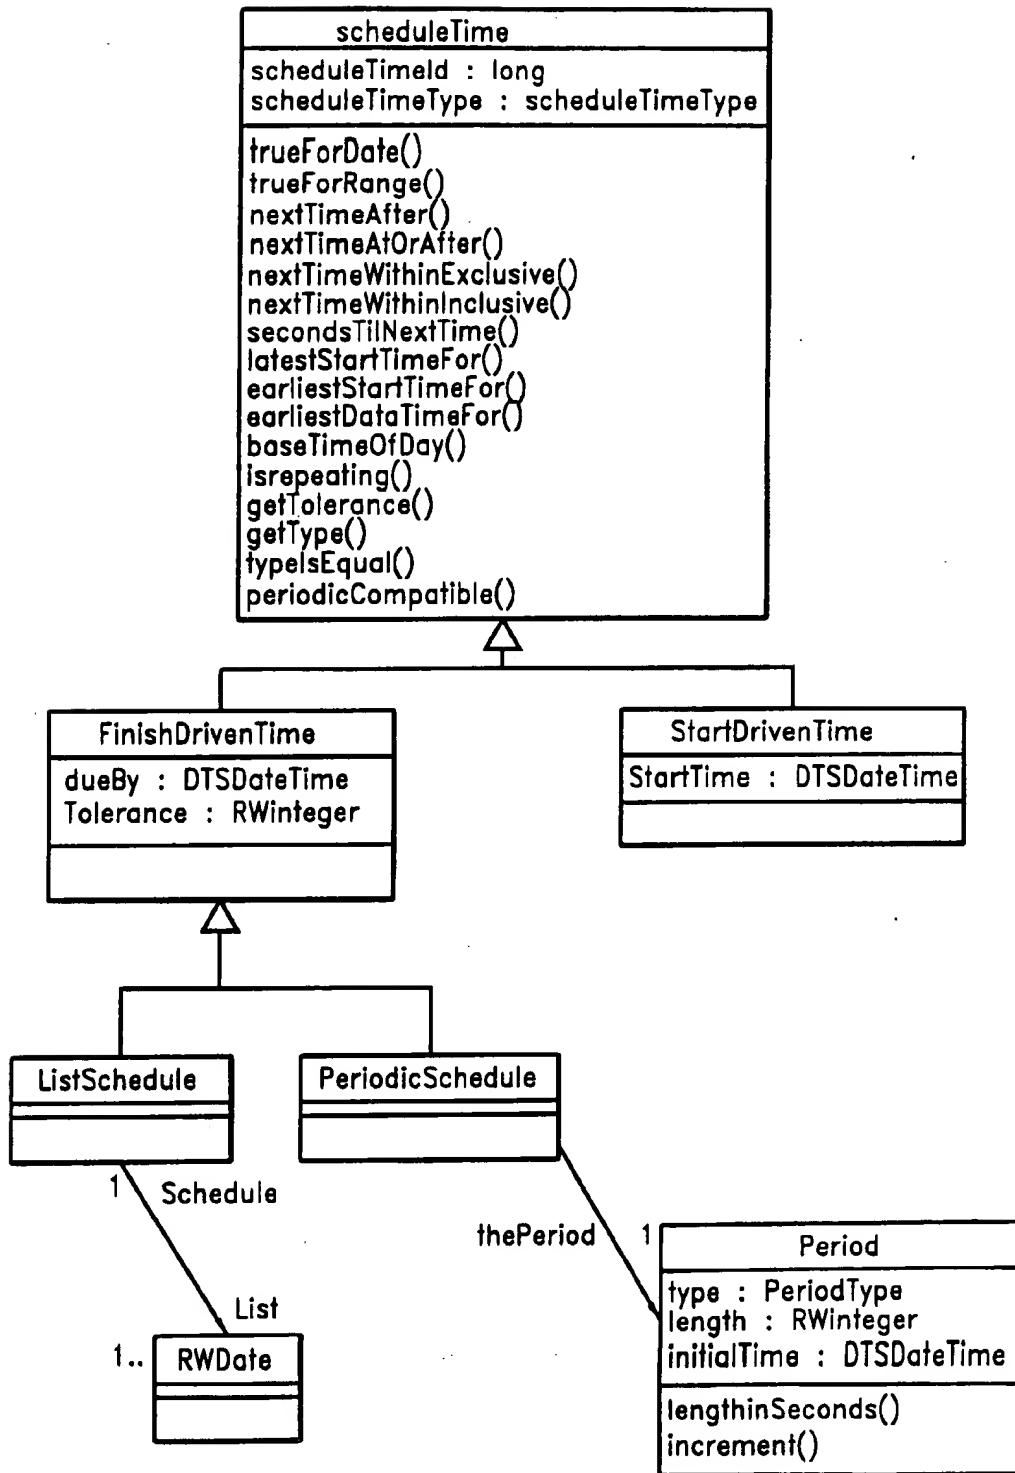 scheduleTime
scheduleTimeId : long
scheduleTimeType : scheduleTimeType
trueForDate()
trueForRange()
nextTimeAfter()
nextTimeAtOrAfter()
nextTimeWithinExclusive()
nextTimeWithinInclusive()
secondsTilNextTime()
latestStartTimeFor()
earliestStartTimeFor()
earliestDataTimeFor()
baseTimeOfDay()
isrepeating()
getTolerance()
getType()
typeIsEqual()
periodicCompatible()
FinishDrivenTime
dueBy : DTSDateTime
Tolerance : RWinteger
StartDrivenTime
StartTime : DTSDateTime
ListSchedule
PeriodicSchedule
1 Schedule
thePeriod 1
List
1..
RWDate
Period
type : PeriodType
length : RWinteger
initialTime : DTSDateTime
lengthinSeconds()
increment()